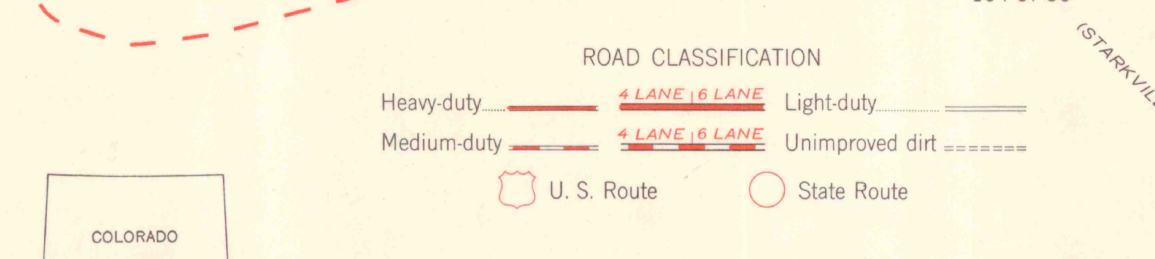 ROAD CLASSIFICATION
4 LANE 6 LANE
Heavy-duty Light-duty
4 LANE 6 LANE
Medium-duty Unimproved dirt
U. S. Route State Route
COLORADO